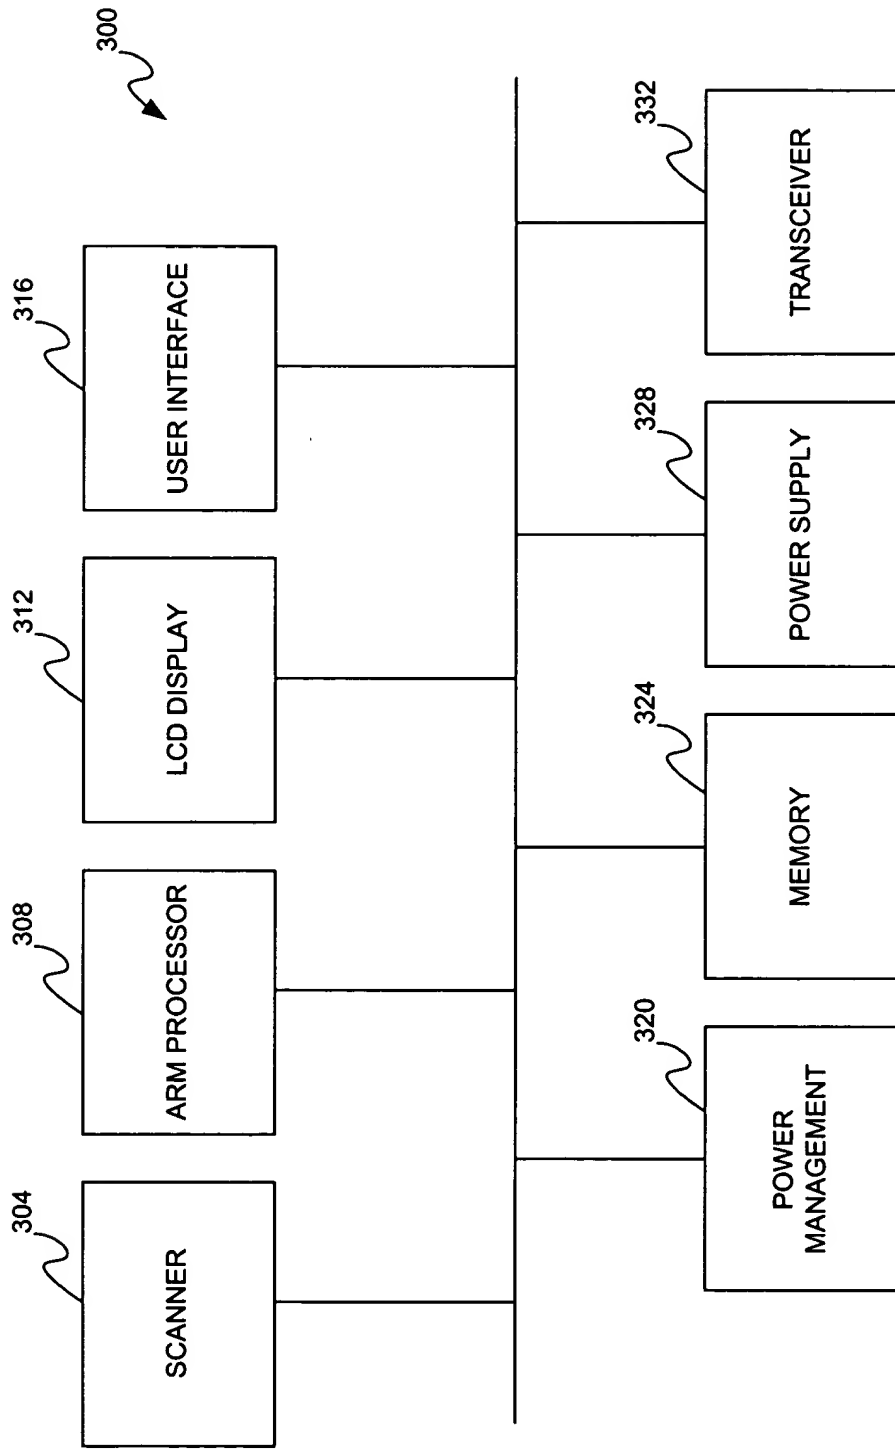 300
304
SCANNER
308
ARM PROCESSOR
312
LCD DISPLAY
316
USER INTERFACE
320
POWER
MANAGEMENT
324
MEMORY
328
POWER SUPPLY
332
TRANSCEIVER